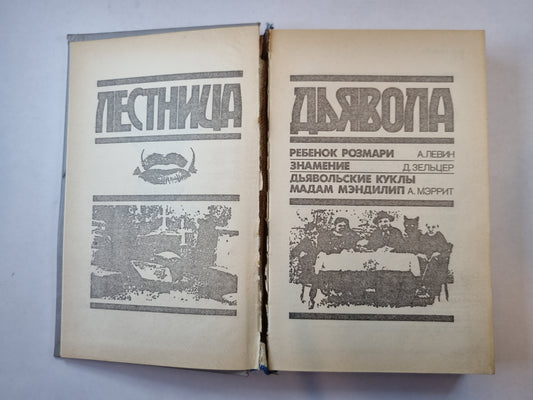 ЛЕСТНИЦА
ДЬЯВОЛА
РЕБЕНОК РОЗМАРИ А.ЛЕВИН
ЗНАМЕНИЕ Д.ЗЕЛЬЦЕР
ДЬЯВОЛЬСКИЕ КУКЛЫ
МАДАМ МЭНДИЛИП А.МЭРРИТ